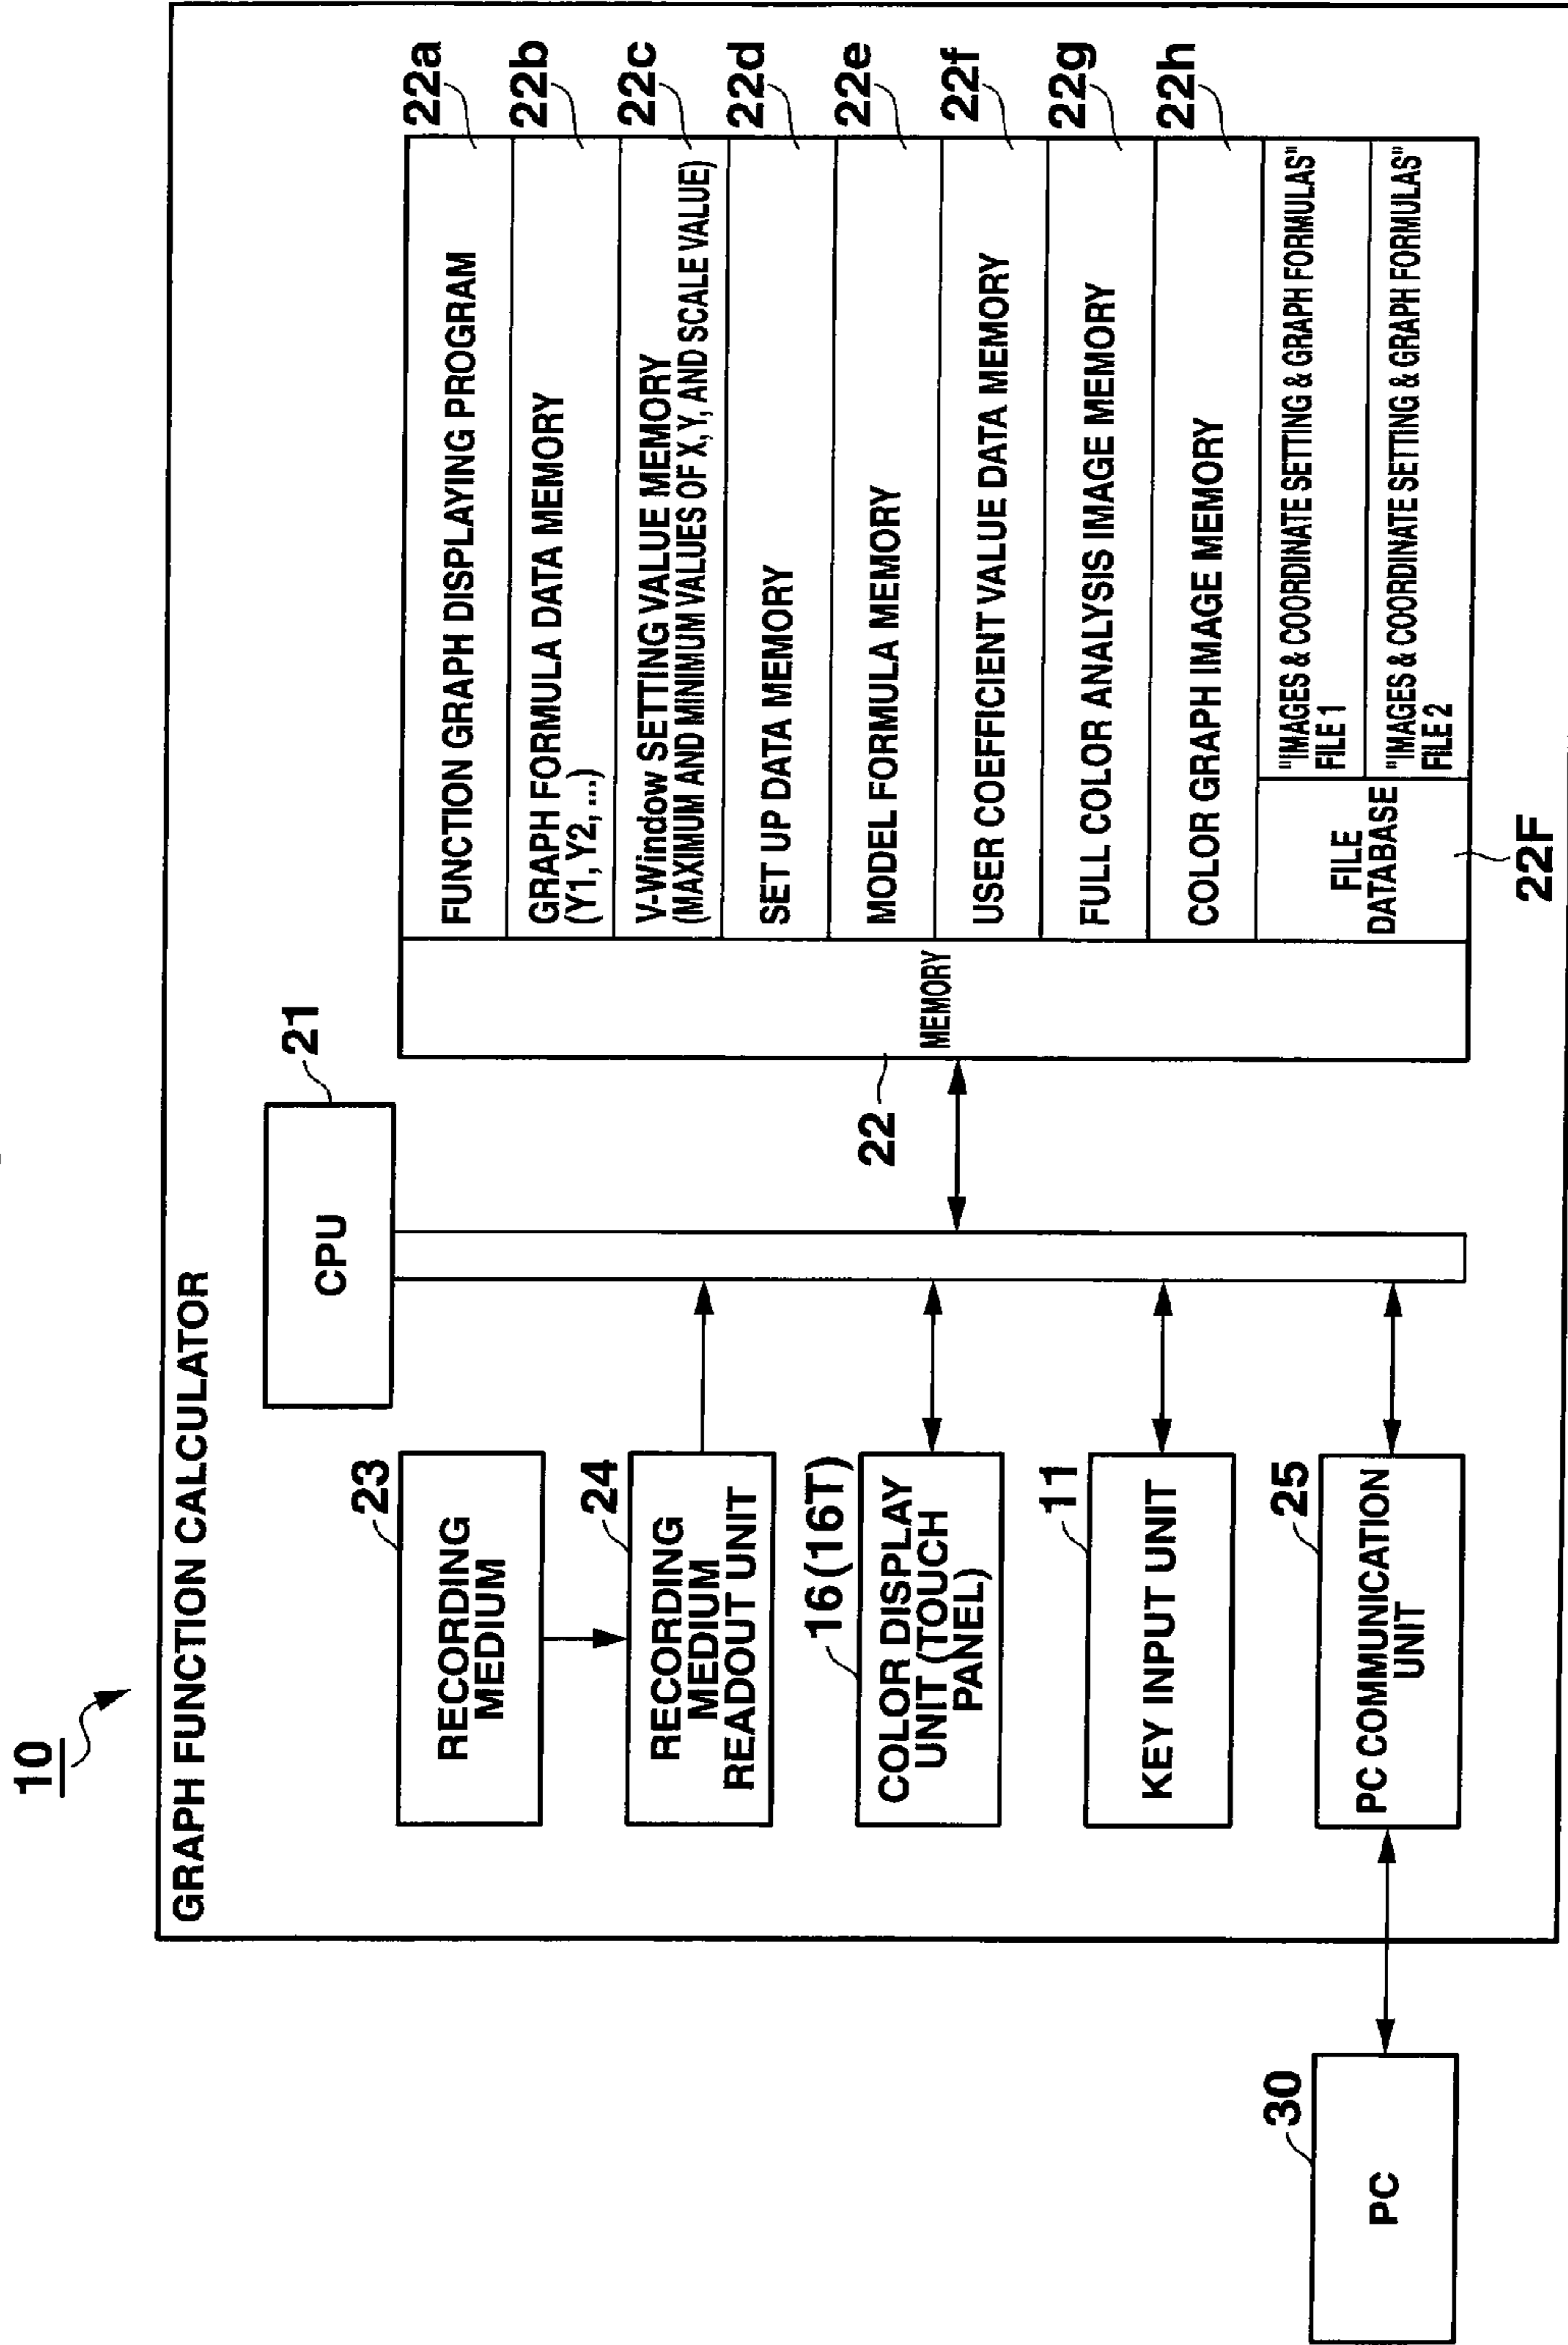 10
GRAPH FUNCTION CALCULATOR
CPU
21
23
RECORDING
MEDIUM
24
RECORDING
MEDIUM
READOUT UNIT
16(16T)
COLOR DISPLAY
UNIT (TOUCH
PANEL)
11
KEY INPUT UNIT
25
PC COMMUNICATION
UNIT
30
PC
22
MEMORY
FUNCTION GRAPH DISPLAYING PROGRAM
22a
GRAPH FORMULA DATA MEMORY
(Y1, Y2, ...)
22b
V-Window SETTING VALUE MEMORY
(MAXIMUM AND MINIMUM VALUES OF X,Y, AND SCALE VALUE)
22c
SET UP DATA MEMORY
22d
MODEL FORMULA MEMORY
22e
USER COEFFICIENT VALUE DATA MEMORY
22f
FULL COLOR ANALYSIS IMAGE MEMORY
22g
COLOR GRAPH IMAGE MEMORY
22h
FILE
DATABASE
22F
"IMAGES & COORDINATE SETTING & GRAPH FORMULAS"
FILE 1
"IMAGES & COORDINATE SETTING & GRAPH FORMULAS"
FILE 2